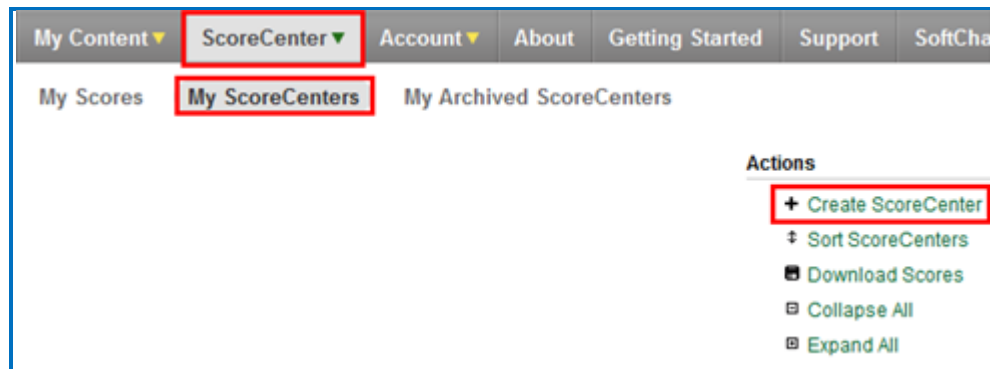 My Content ScoreCenter Account About Getting Started Support SoftCha
My Scores My ScoreCenters My Archived ScoreCenters
Actions
Create ScoreCenter
Sort ScoreCenters
Download Scores
Collapse All
Expand All